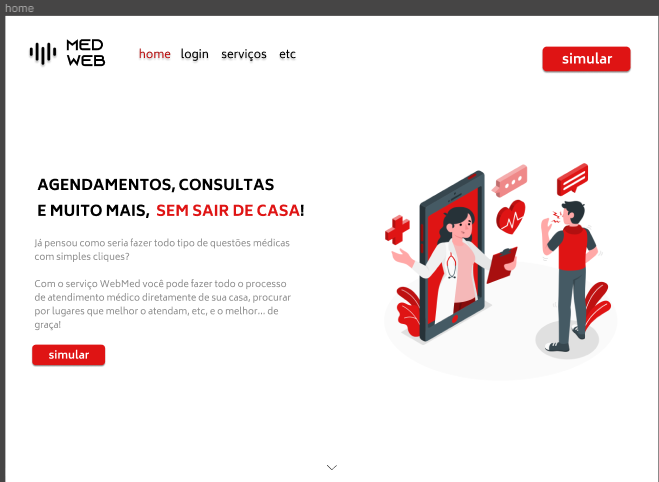 home
MED
WEB
home login serviços etc
simular
AGENDAMENTOS, CONSULTAS
E MUITO MAIS, SEM SAIR DE CASA!
Já pensou como seria fazer todo tipo de questões médicas
com simples cliques?
Com o serviço WebMed você pode fazer todo o processo
de atendimento médico diretamente de sua casa, procurar
por lugares que melhor o atendam, etc, e o melhor... de
graça!
simular